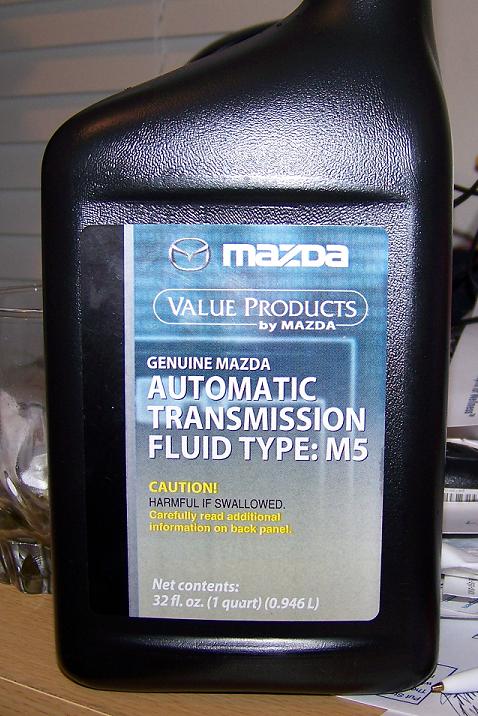 mazda
VALUE PRODUCTS
by MAZDA
GENUINE MAZDA
AUTOMATIC
TRANSMISSION
FLUID TYPE: M5
CAUTION!
HARMFUL IF SWALLOWED.
Carefully read additional
information on back panel.
Net contents:
32 fl. oz. (1 quart) (0.946 L)